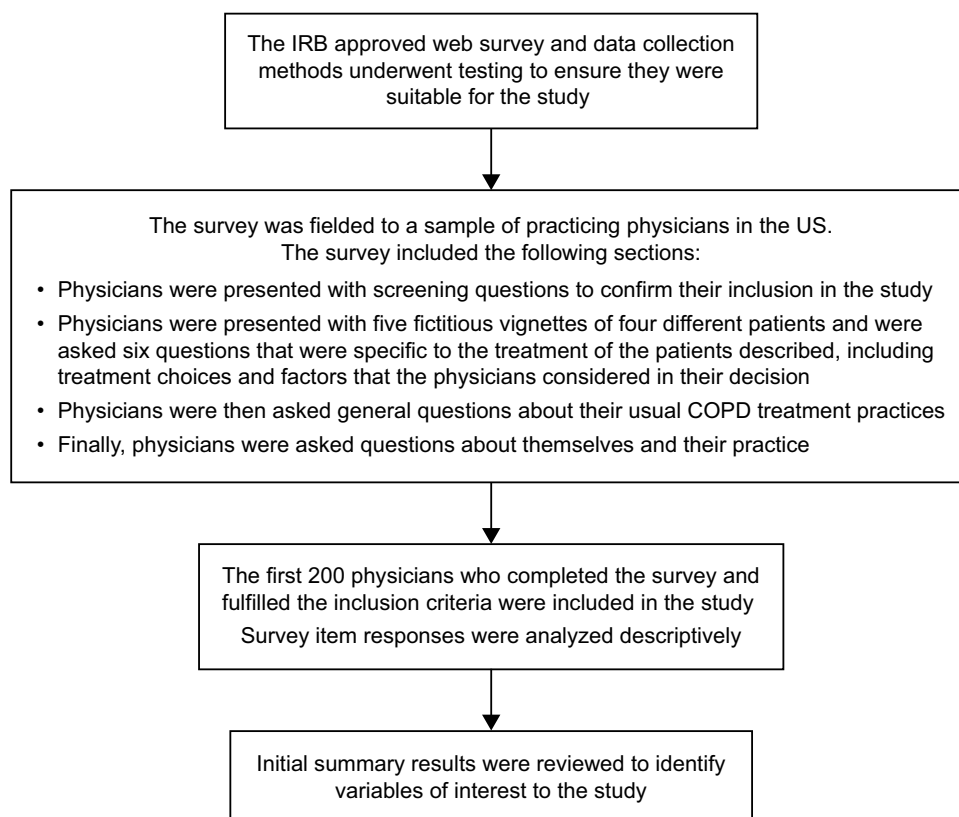 The IRB approved web survey and data collection
methods underwent testing to ensure they were
suitable for the study
The survey was fielded to a sample of practicing physicians in the US.
The survey included the following sections:
• Physicians were presented with screening questions to confirm their inclusion in the study
• Physicians were presented with five fictitious vignettes of four different patients and were
asked six questions that were specific to the treatment of the patients described, including
treatment choices and factors that the physicians considered in their decision
• Physicians were then asked general questions about their usual COPD treatment practices
• Finally, physicians were asked questions about themselves and their practice
The first 200 physicians who completed the survey and
fulfilled the inclusion criteria were included in the study
Survey item responses were analyzed descriptively
Initial summary results were reviewed to identify
variables of interest to the study